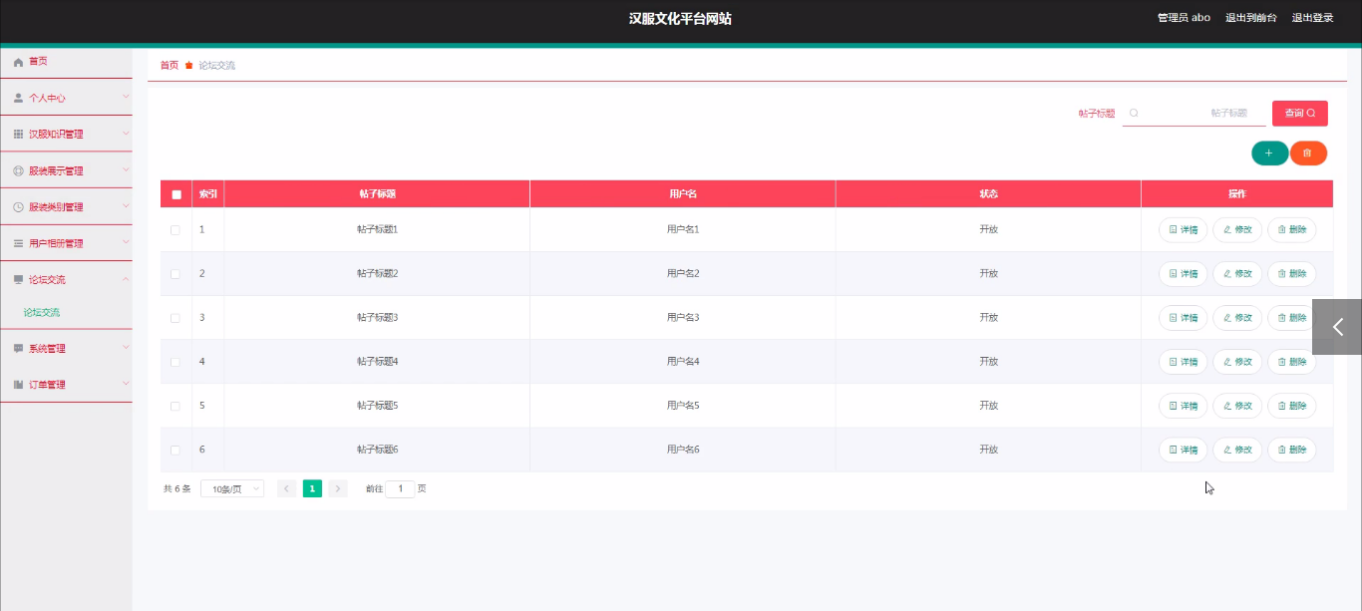 汉服文化平台网站
管理员 abo 退出到前台 退出登录
首页
个人中心
汉服知识管理
服装展示管理
服装类别管理
用户相册管理
论坛交流
论坛交流
系统管理
订单管理
首页 论坛交流
帖子标题 帖子标题 查询
索引 帖子标题 用户名 状态 操作
1 帖子标题1 用户名1 开放 详情 修改 删除
2 帖子标题2 用户名2 开放 详情 修改 删除
3 帖子标题3 用户名3 开放 详情 修改 删除
4 帖子标题4 用户名4 开放 详情 修改 删除
5 帖子标题5 用户名5 开放 详情 修改 删除
6 帖子标题6 用户名6 开放 详情 修改 删除
共 6 条 10条/页 1 前往 1 页